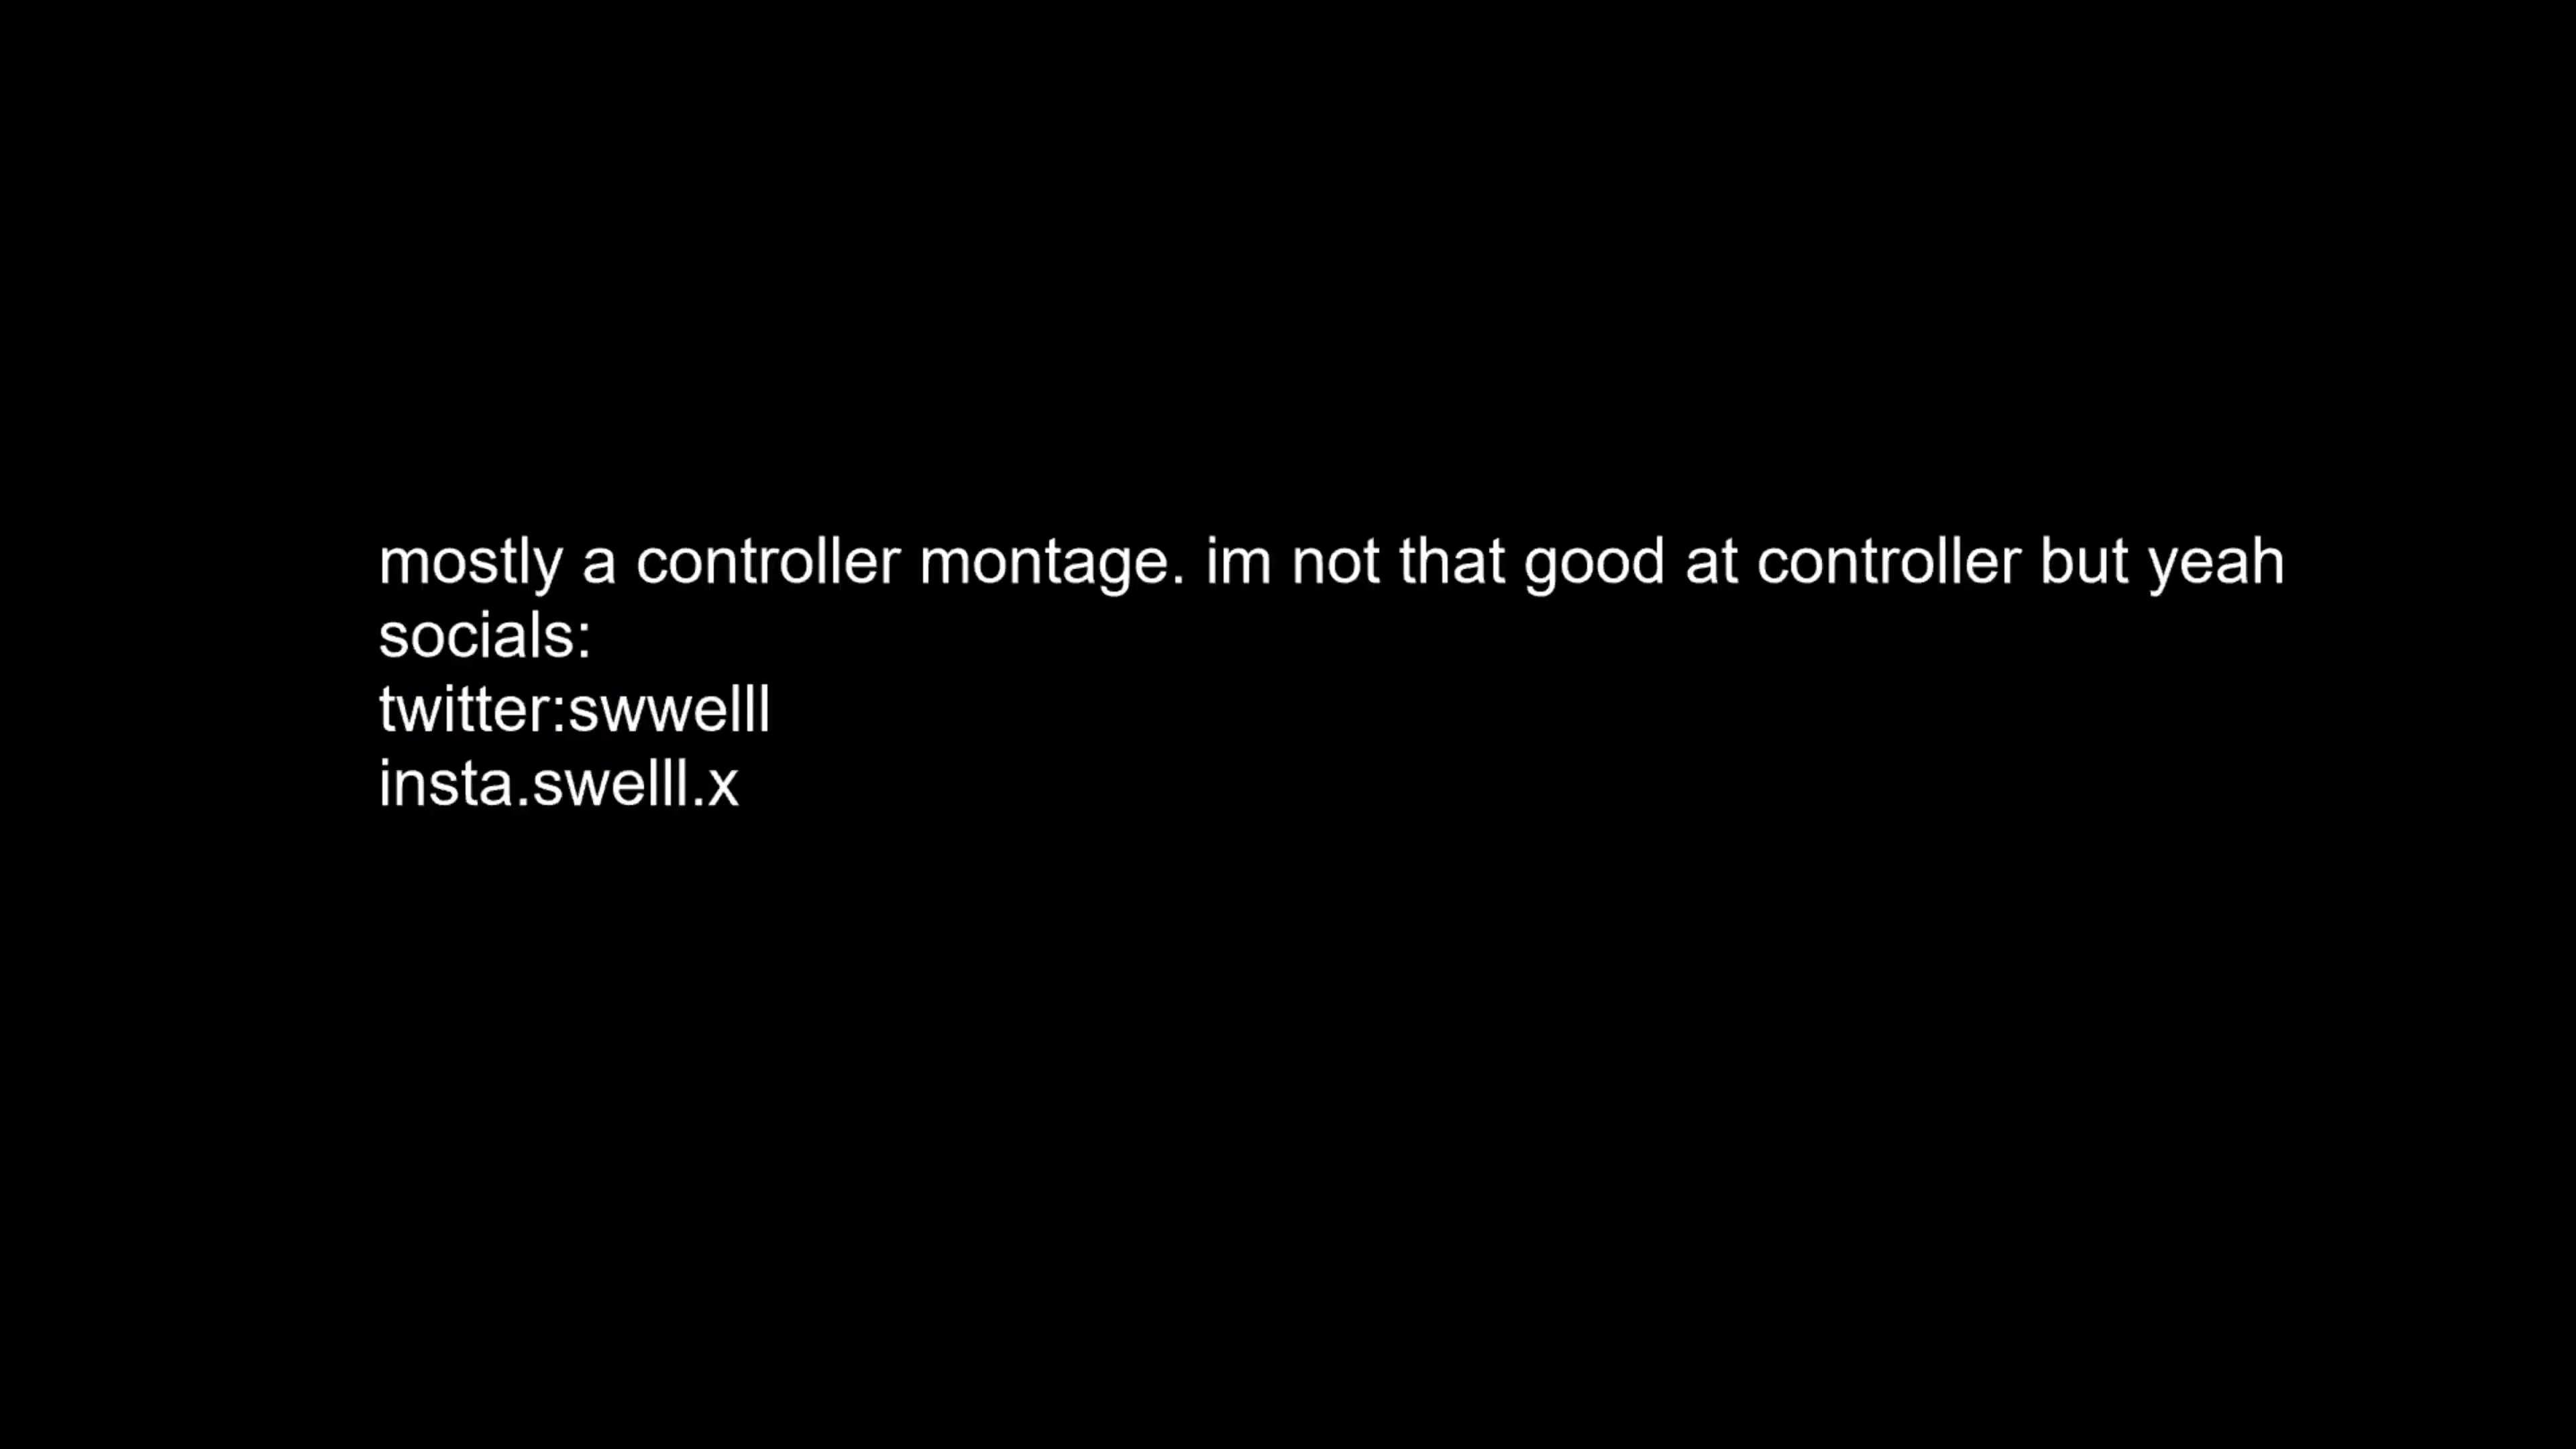 mostly a controller montage. im not that good at controller but yeah
socials:
twitter:swwelll
insta.swelll.x